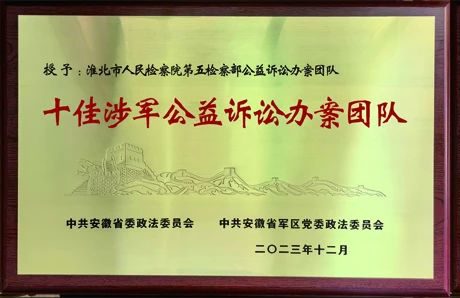 授予：淮北市人民检察院第五检察部公益诉讼办案团队
十佳涉军公益诉讼办案团队
中共安徽省委政法委员会 中共安徽省军区党委政法委员会
二〇二三年十二月